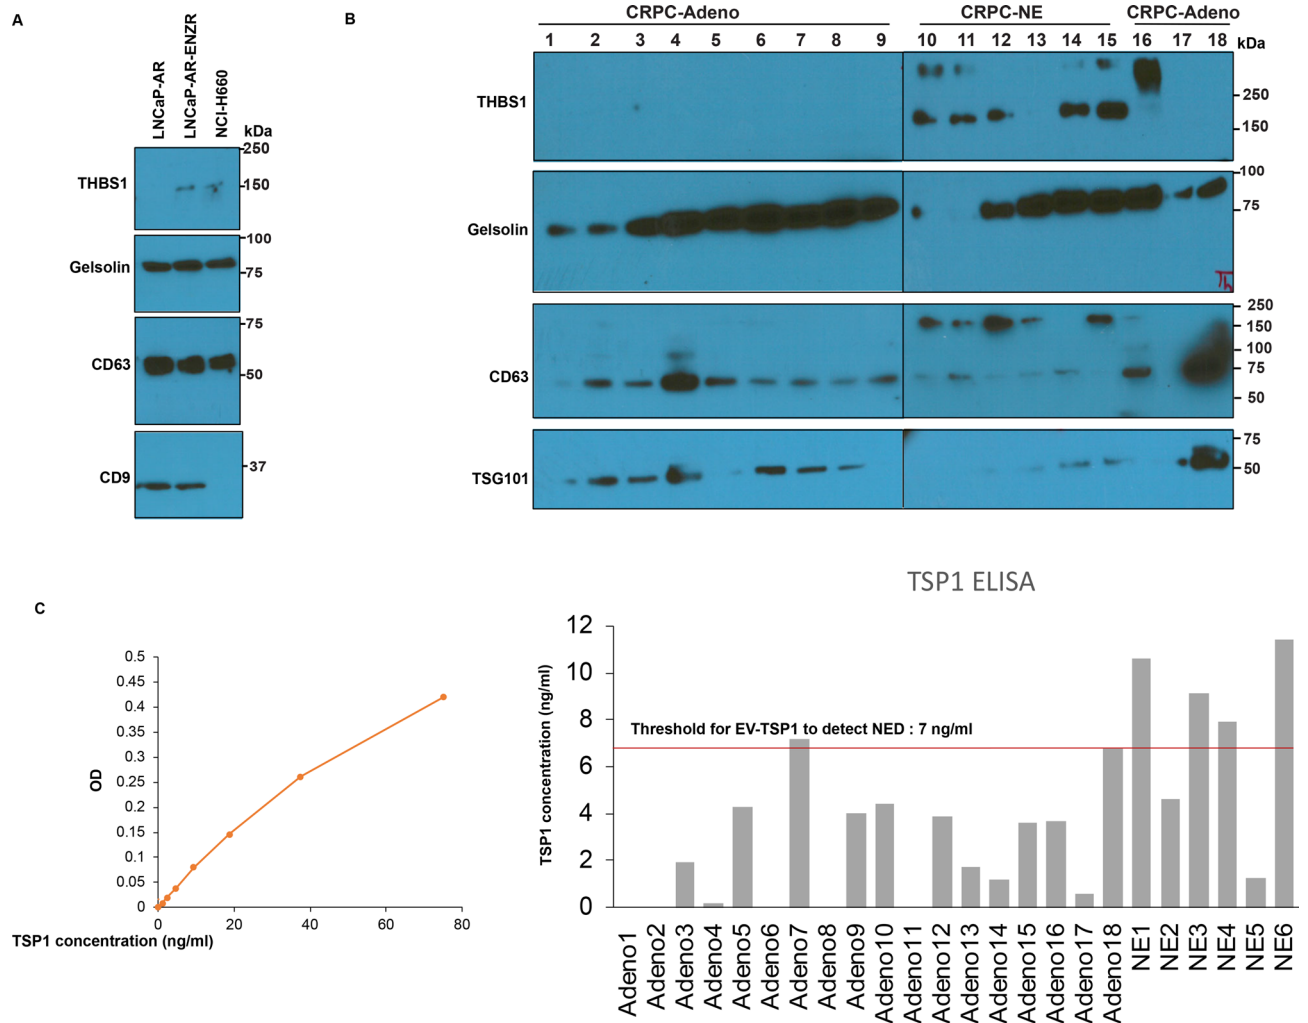 A
LNCaP-AR
LNCaP-AR-ENZR
NCI-H660
kDa
THBS1
250
150
Gelsolin
100
75
CD63
75
50
CD9
37
B
CRPC-Adeno CRPC-NE CRPC-Adeno
1 2 3 4 5 6 7 8 9 10 11 12 13 14 15 16 17 18 kDa
THBS1
250
150
Gelsolin
100
75
Th
CD63
250
150
100
75
50
TSG101
75
50
C
0.5
0.45
0.4
0.35
0.3
0.25
0.2
0.15
0.1
0.05
0
OD
0 20 40 60 80
TSP1 concentration (ng/ml)
TSP1 ELISA
12
10
8
6
4
2
0
TSP1 concentration (ng/ml)
Threshold for EV-TSP1 to detect NED : 7 ng/ml
Adeno1
Adeno2
Adeno3
Adeno4
Adeno5
Adeno6
Adeno7
Adeno8
Adeno9
Adeno10
Adeno11
Adeno12
Adeno13
Adeno14
Adeno15
Adeno16
Adeno17
Adeno18
NE1
NE2
NE3
NE4
NE5
NE6